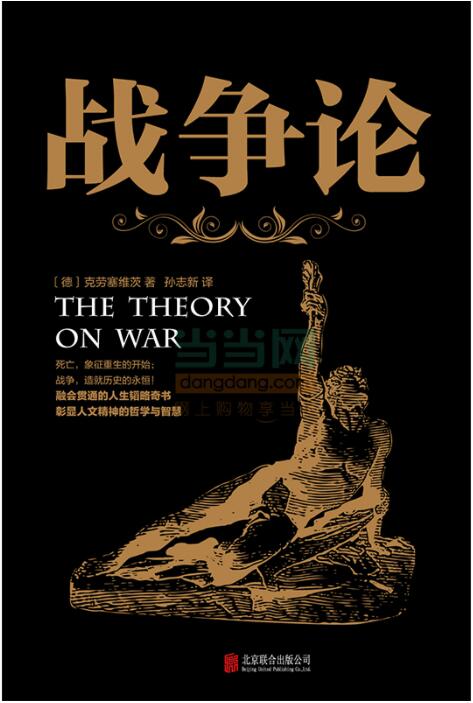 战争论
[德]克劳塞维茨 著 孙志新 译
THE THEORY
ON WAR
死亡，象征重生的开始；
战争，造就历史的永恒！
融会贯通的人生韬略奇书
彰显人文精神的哲学与智慧
当当网
dangdang.com
网上购物享当当
北京联合出版公司
Beijing United Publishing Co.,Ltd.